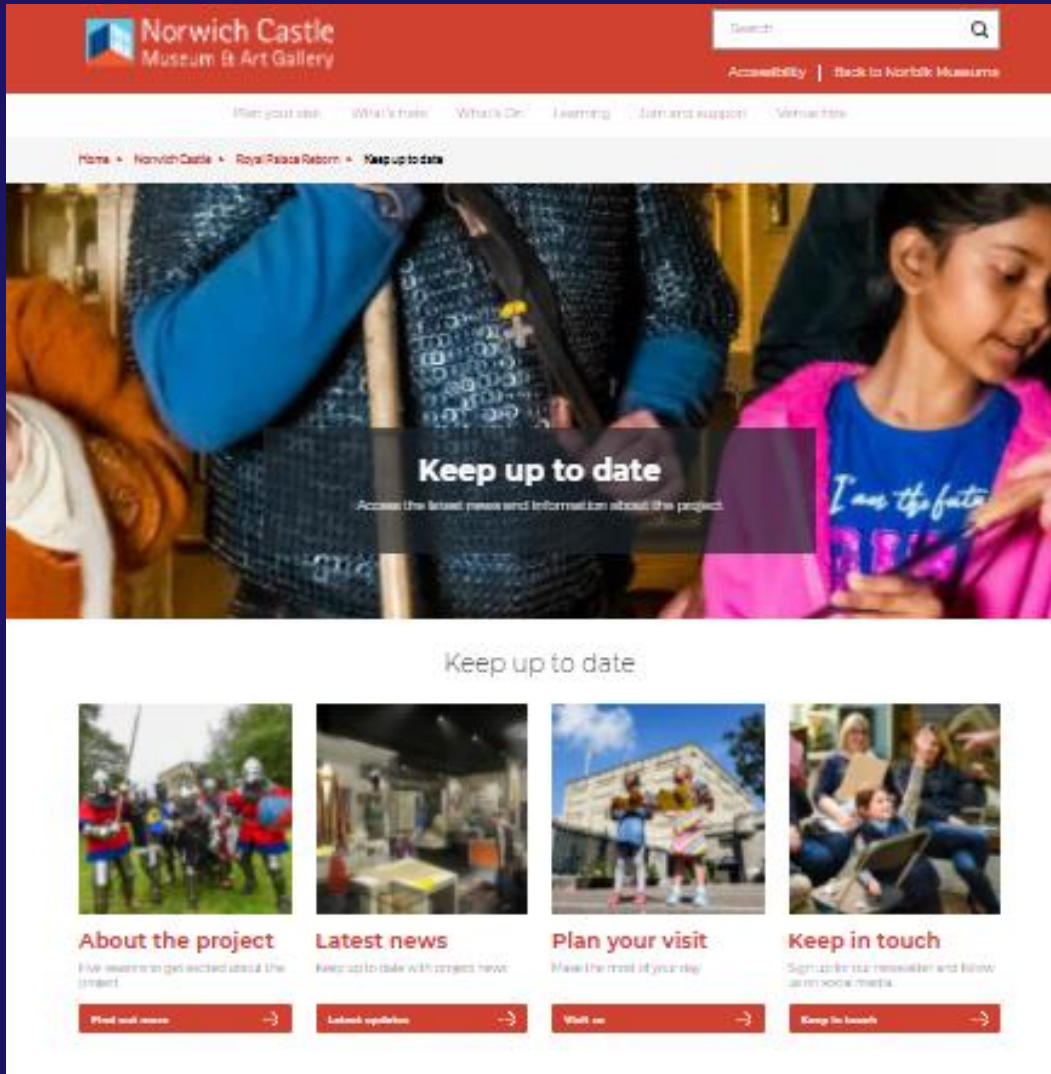 Norwich Castle
Museum & Art Gallery
Search
Accessibility | Back to Norfolk Museums
Plan your visit What's here What's On Learning Join and support Venue hire
Home Norwich Castle Royal Palace Reborn Keep up to date
I'm the future
Keep up to date
Access the latest news and information about the project
Keep up to date
About the project Latest news Plan your visit Keep in touch
Five reasons to get excited about the project Keep up to date with project news Make the most of your day Sign up for our newsletter and follow us on social media
Find out more Latest updates Visit us Keep in touch